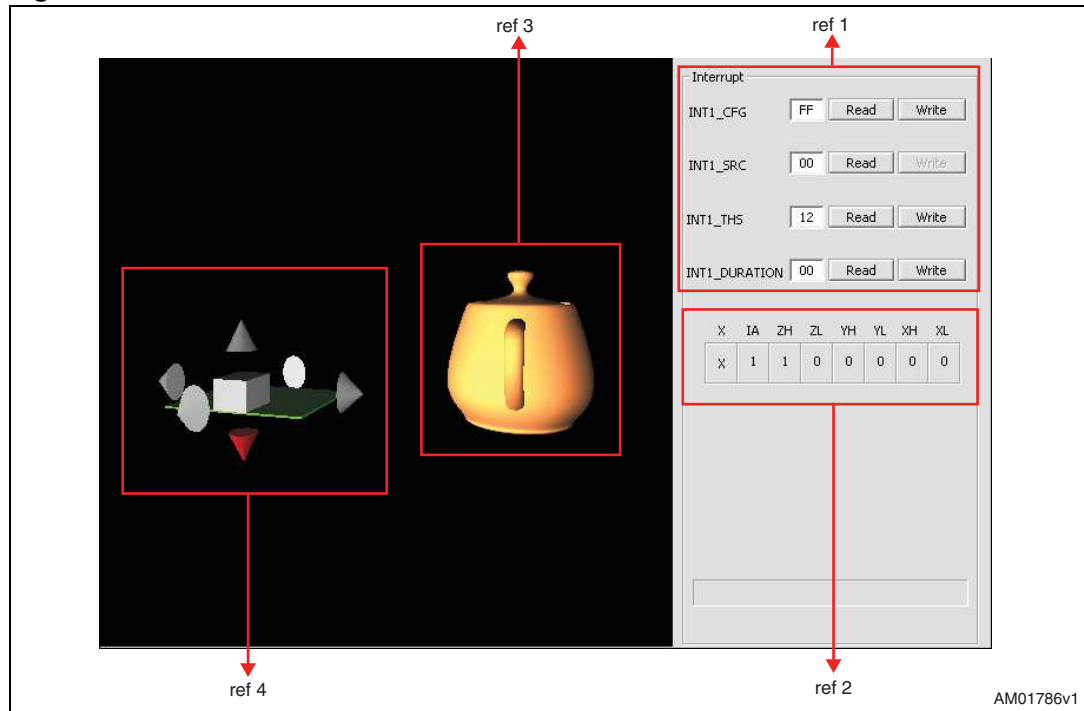 ref 3
ref 1
Interrupt
INT1_CFG FF Read Write
INT1_SRC 00 Read Write
INT1_THS 12 Read Write
INT1_DURATION 00 Read Write
X IA ZH ZL YH YL XH XL
X 1 1 0 0 0 0 0
ref 4
ref 2
AM01786v1